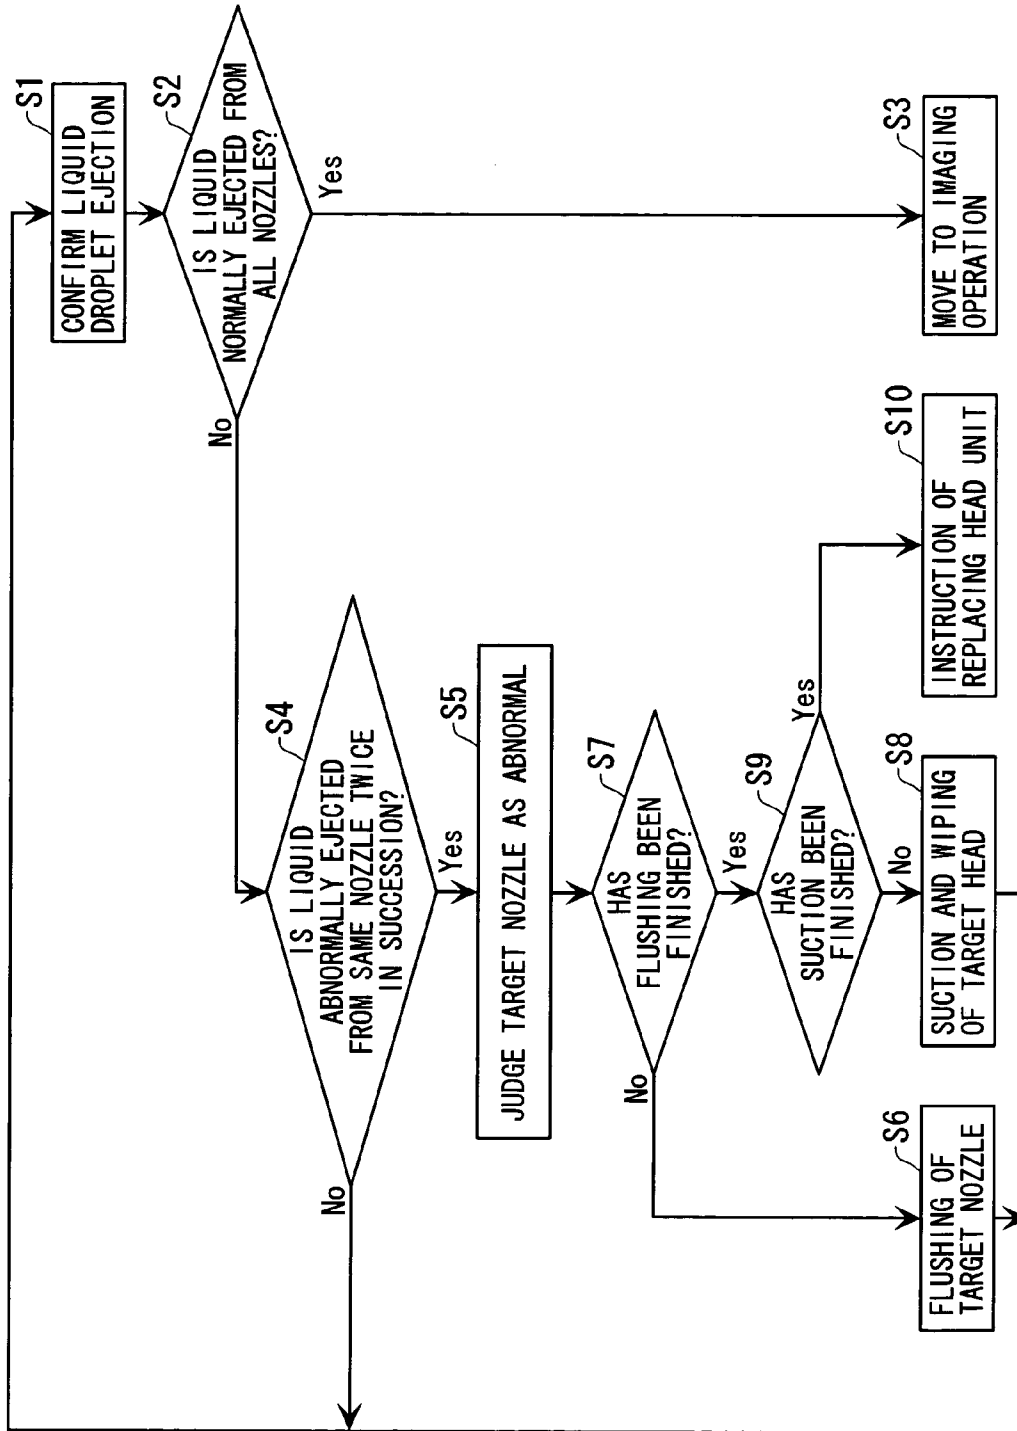 S1
CONFIRM LIQUID
DROPLET EJECTION
S2
IS LIQUID
NORMALLY EJECTED FROM
ALL NOZZLES?
Yes
No
S3
MOVE TO IMAGING
OPERATION
S4
IS LIQUID
ABNORMALLY EJECTED
FROM SAME NOZZLE TWICE
IN SUCCESSION?
No
Yes
S5
JUDGE TARGET NOZZLE AS ABNORMAL
S7
HAS
FLUSHING BEEN
FINISHED?
No
Yes
S9
HAS
SUCTION BEEN
FINISHED?
Yes
No
S6
FLUSHING OF
TARGET NOZZLE
S8
SUCTION AND WIPING
OF TARGET HEAD
S10
INSTRUCTION OF
REPLACING HEAD UNIT